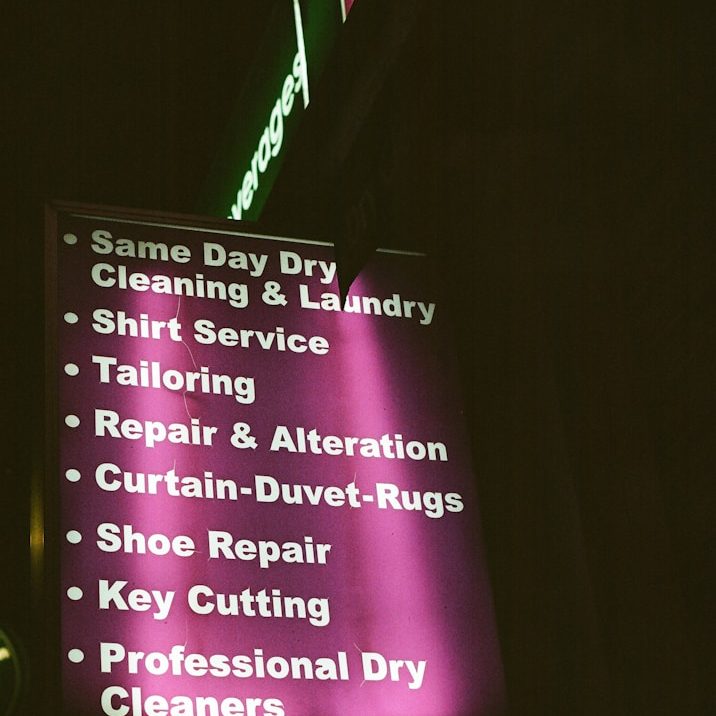 verages
• Same Day Dry
Cleaning & Laundry
• Shirt Service
• Tailoring
• Repair & Alteration
• Curtain-Duvet-Rugs
• Shoe Repair
• Key Cutting
• Professional Dry
Cleaners